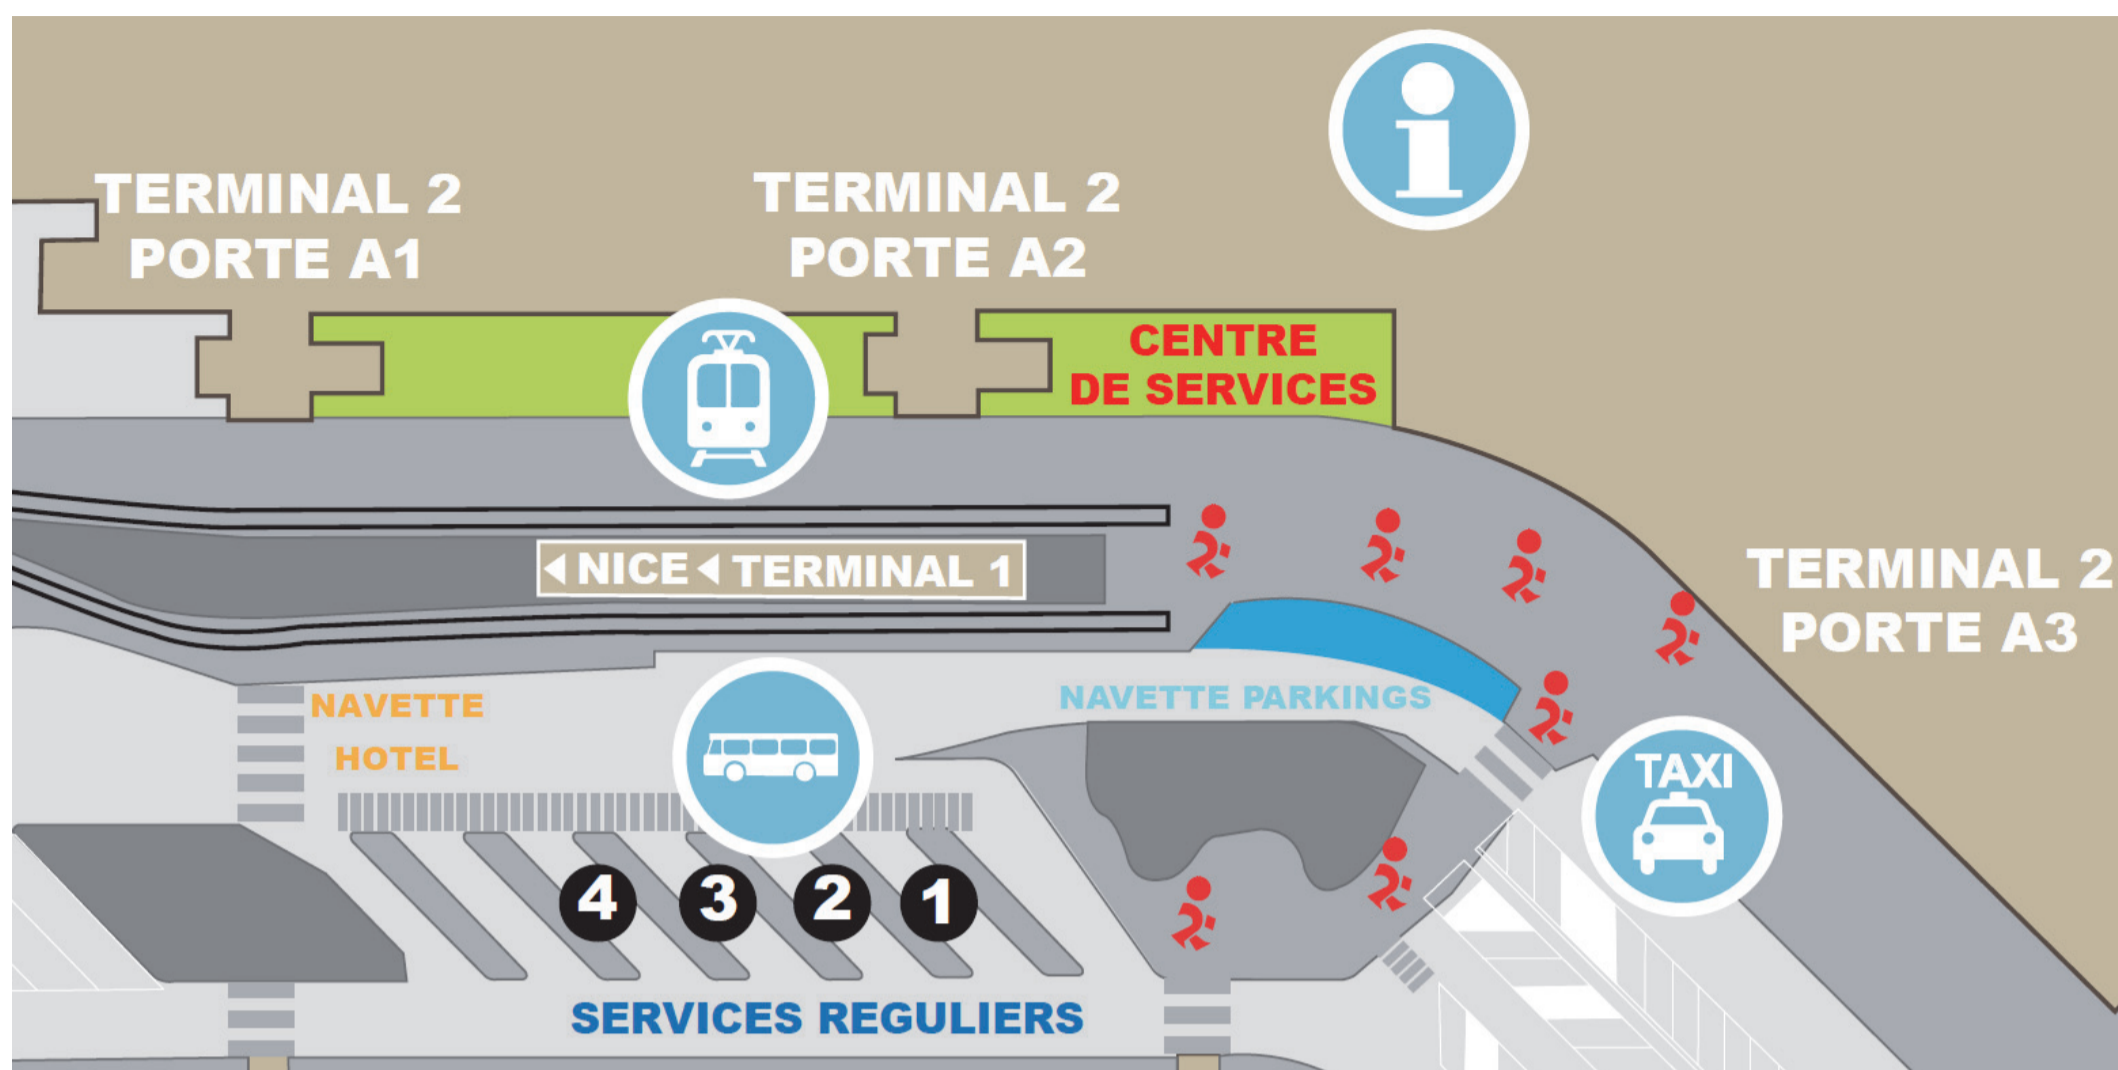 TERMINAL 2
PORTE A1
TERMINAL 2
PORTE A2
CENTRE
DE SERVICES
NICE TERMINAL 1
TERMINAL 2
PORTE A3
NAVETTE
HOTEL
NAVETTE PARKINGS
TAXI
4 3 2 1
SERVICES REGULIERS